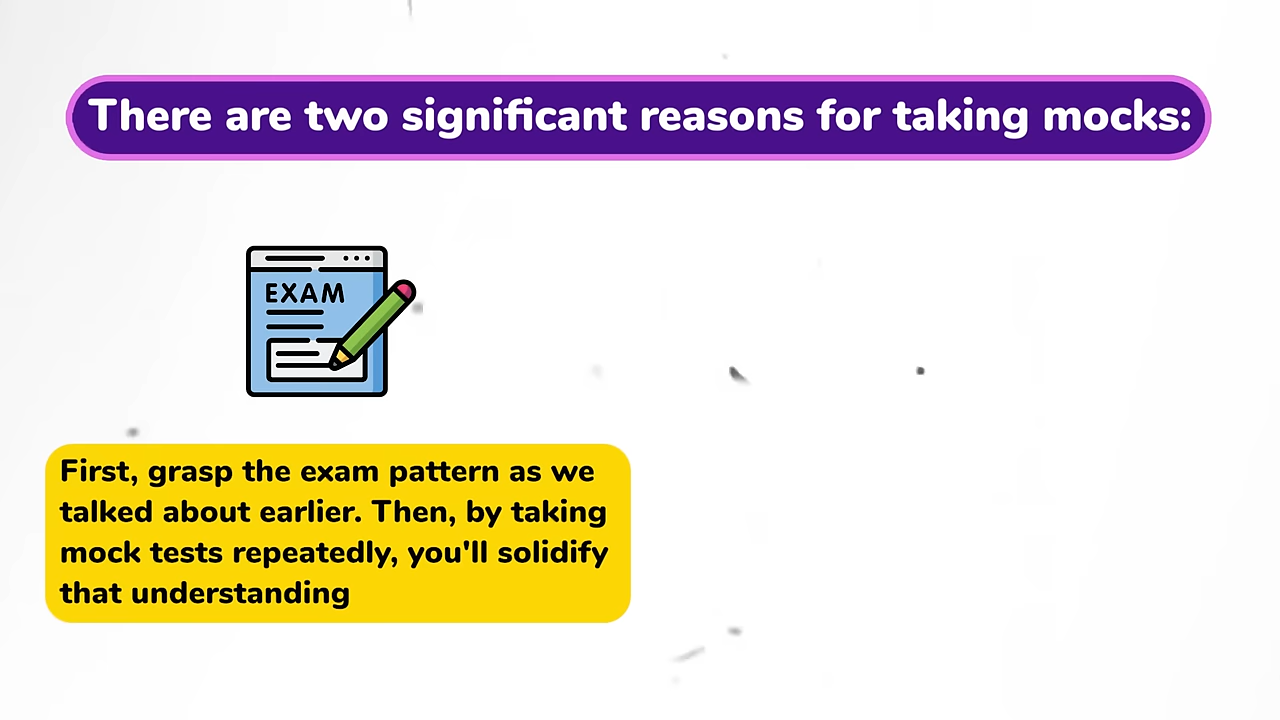 There are two significant reasons for taking mocks:
EXAM
First, grasp the exam pattern as we
talked about earlier. Then, by taking
mock tests repeatedly, you'll solidify
that understanding